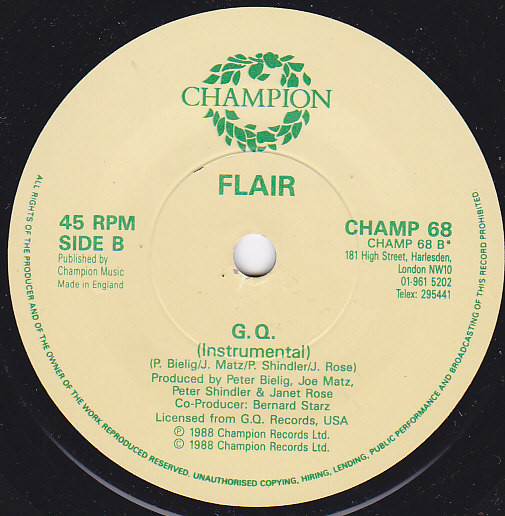 CHAMPION
FLAIR
45 RPM
SIDE B
Published by
Champion Music
Made in England
CHAMP 68
CHAMP 68 B*
181 High Street, Harlesden,
London NW10
01-961 5202
Telex: 295441
G.Q.
(Instrumental)
(P. Bielig/J. Matz/P. Shindler/J. Rose)
Produced by Peter Bielig, Joe Matz,
Peter Shindler & Janet Rose
Co-Producer: Bernard Starz
Licensed from G.Q. Records, USA
℗ 1988 Champion Records Ltd.
© 1988 Champion Records Ltd.
ALL RIGHTS OF THE PRODUCER AND OF THE OWNER OF THE WORK REPRODUCED RESERVED. UNAUTHORISED COPYING, HIRING, LENDING, PUBLIC PERFORMANCE AND BROADCASTING OF THIS RECORD PROHIBITED